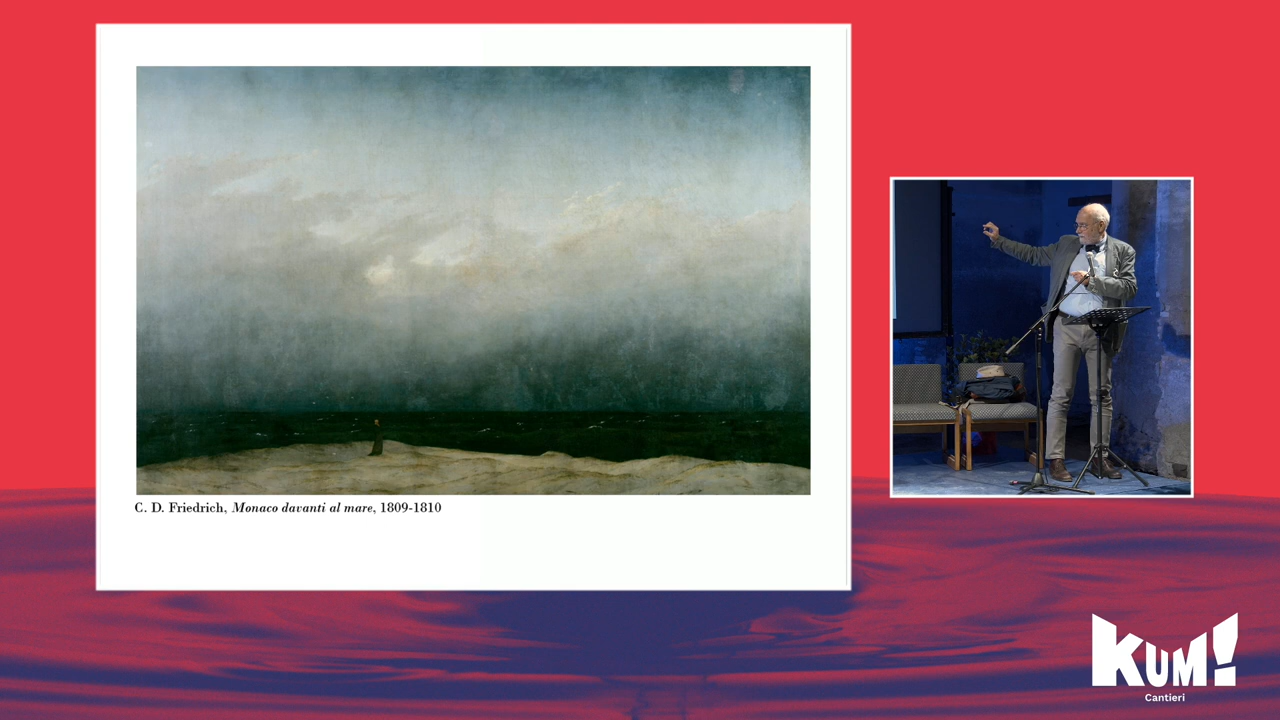 C. D. Friedrich, Monaco davanti al mare, 1809-1810
KUM!
Cantieri